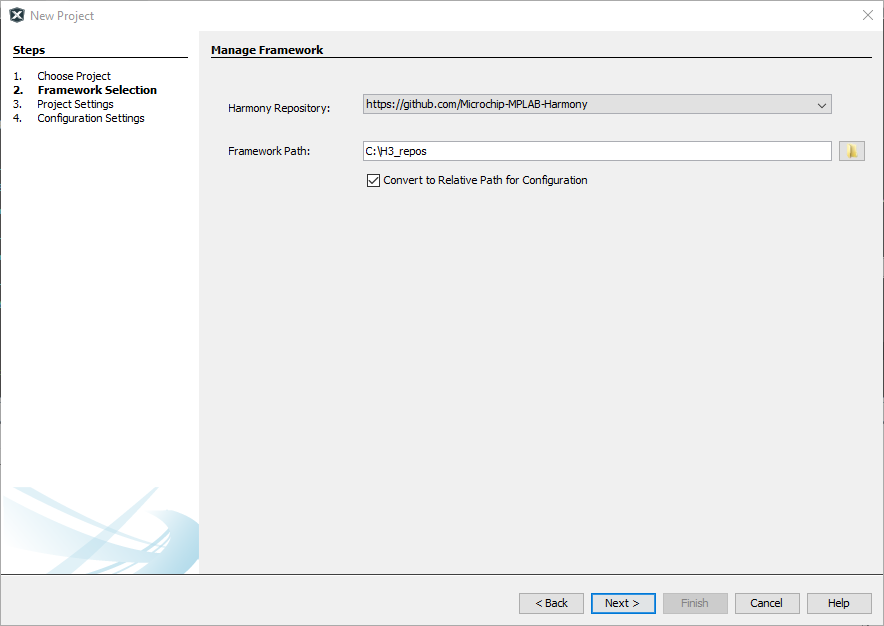 New Project
Steps
1. Choose Project
2. Framework Selection
3. Project Settings
4. Configuration Settings
Manage Framework
Harmony Repository: https://github.com/Microchip-MPLAB-Harmony
Framework Path: C:\H3_repos
Convert to Relative Path for Configuration
< Back Next > Finish Cancel Help